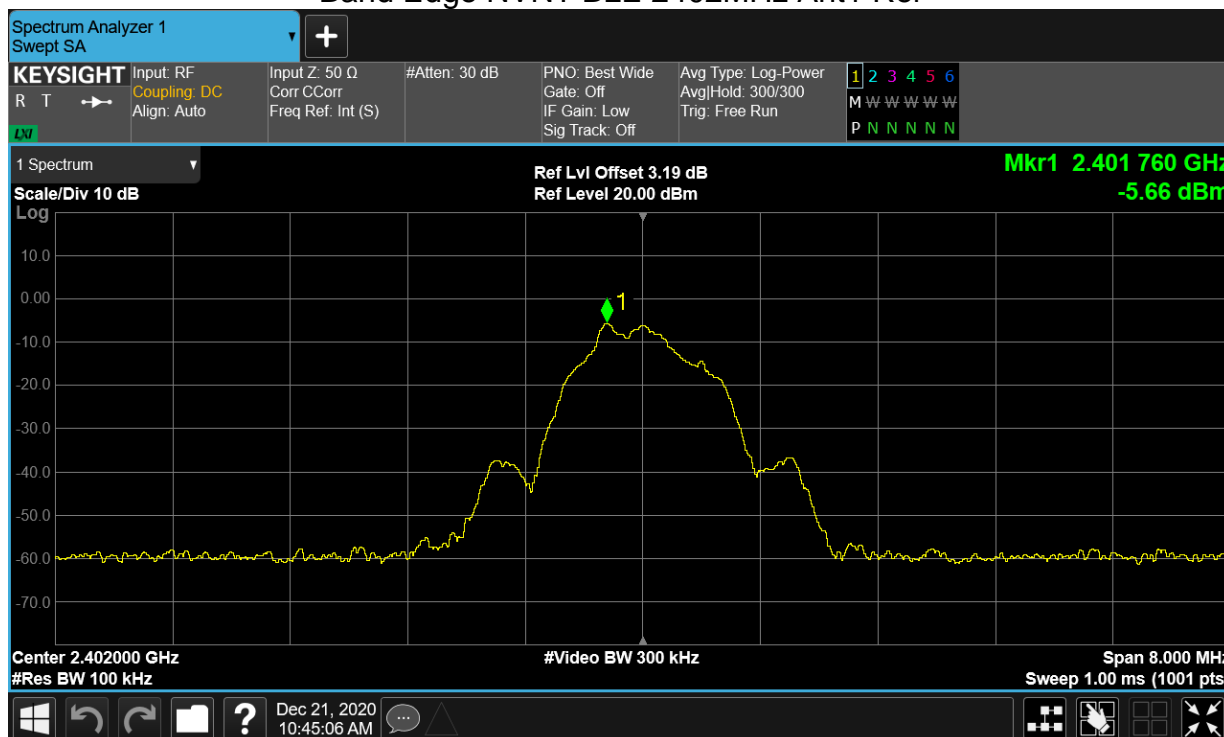 Spectrum Analyzer 1
Swept SA
KEYSIGHT
R T
LXI
Input: RF
Coupling: DC
Align: Auto
Input Z: 50 Ω
Corr CCorr
Freq Ref: Int (S)
#Atten: 30 dB
PNO: Best Wide
Gate: Off
IF Gain: Low
Sig Track: Off
Avg Type: Log-Power
Avg|Hold: 300/300
Trig: Free Run
1 2 3 4 5 6
M W W W W W
P N N N N N
1 Spectrum
Scale/Div 10 dB
Log
Ref Lvl Offset 3.19 dB
Ref Level 20.00 dBm
Mkr1 2.401 760 GHz
-5.66 dBm
1
10.0
0.00
-10.0
-20.0
-30.0
-40.0
-50.0
-60.0
-70.0
Center 2.402000 GHz
#Res BW 100 kHz
#Video BW 300 kHz
Span 8.000 MHz
Sweep 1.00 ms (1001 pts
?
Dec 21, 2020
10:45:06 AM